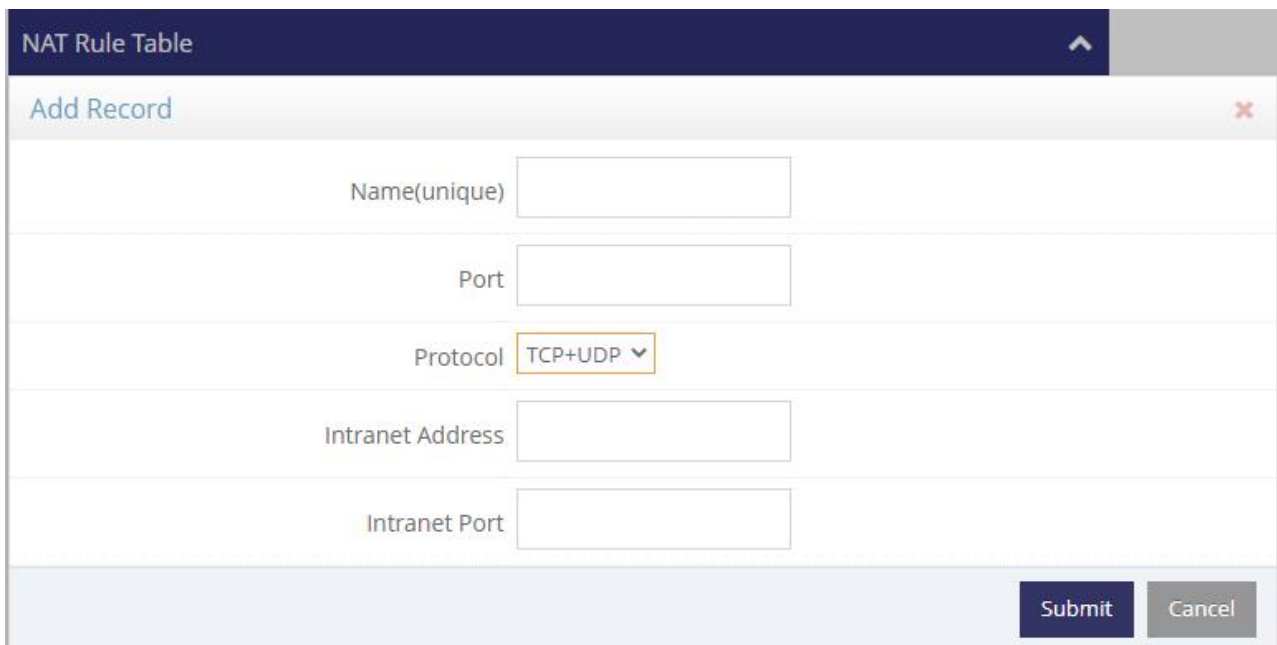 NAT Rule Table
Add Record
Name(unique)
Port
Protocol TCP+UDP
Intranet Address
Intranet Port
Submit Cancel